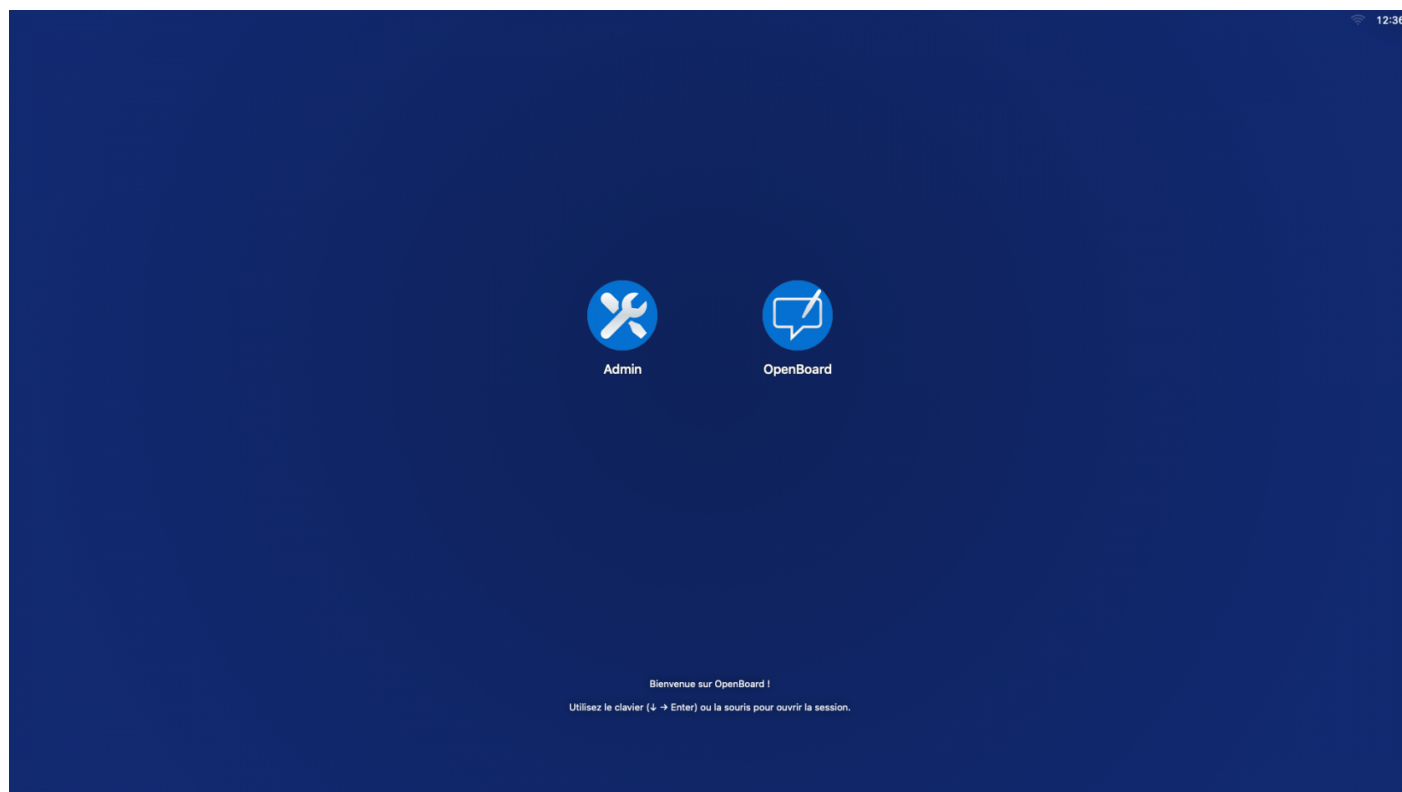 12:36
Admin
OpenBoard
Bienvenue sur OpenBoard !
Utilisez le clavier (↓ → Enter) ou la souris pour ouvrir la session.